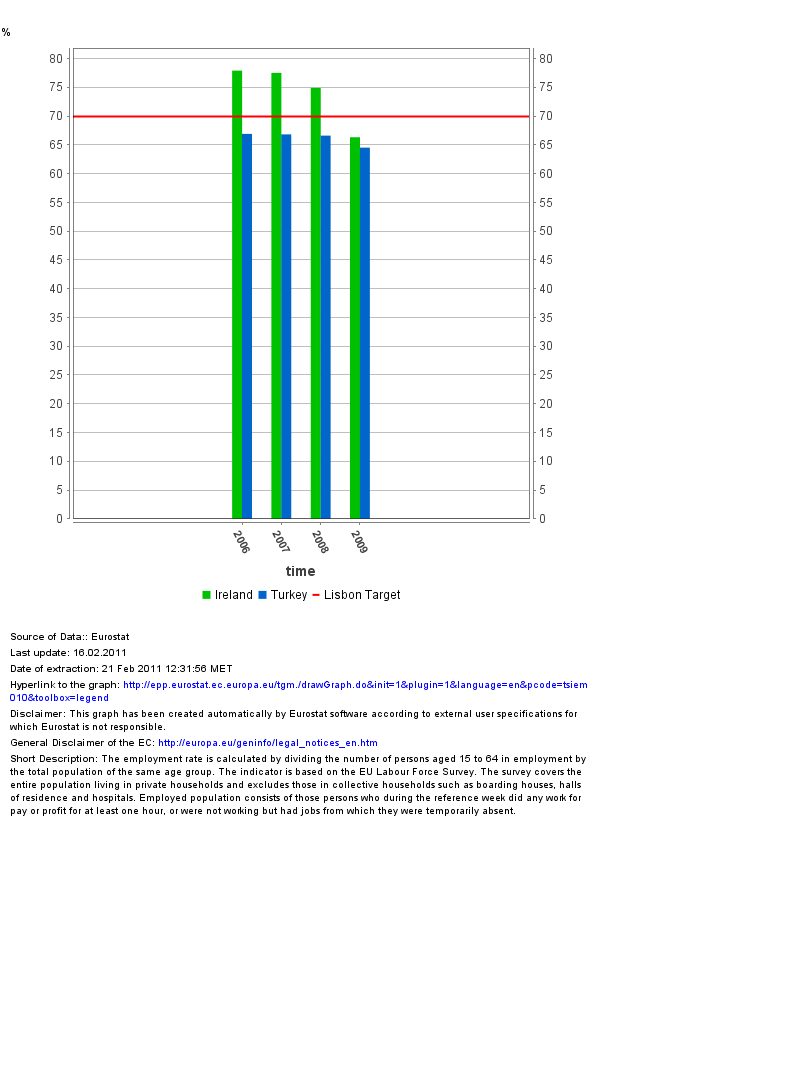 %
80 80
75 75
70 70
65 65
60 60
55 55
50 50
45 45
40 40
35 35
30 30
25 25
20 20
15 15
10 10
5 5
0 0
2006 2007 2008 2009
time
Ireland Turkey Lisbon Target
Source of Data:: Eurostat
Last update: 16.02.2011
Date of extraction: 21 Feb 2011 12:31:56 MET
Hyperlink to the graph: http://epp.eurostat.ec.europa.eu/tgm./drawGraph.do&init=1&plugin=1&language=en&pcode=tsiem
010&toolbox=legend
Disclaimer: This graph has been created automatically by Eurostat software according to external user specifications for
which Eurostat is not responsible.
General Disclaimer of the EC: http://europa.eu/geninfo/legal_notices_en.htm
Short Description: The employment rate is calculated by dividing the number of persons aged 15 to 64 in employment by
the total population of the same age group. The indicator is based on the EU Labour Force Survey. The survey covers the
entire population living in private households and excludes those in collective households such as boarding houses, halls
of residence and hospitals. Employed population consists of those persons who during the reference week did any work for
pay or profit for at least one hour, or were not working but had jobs from which they were temporarily absent.